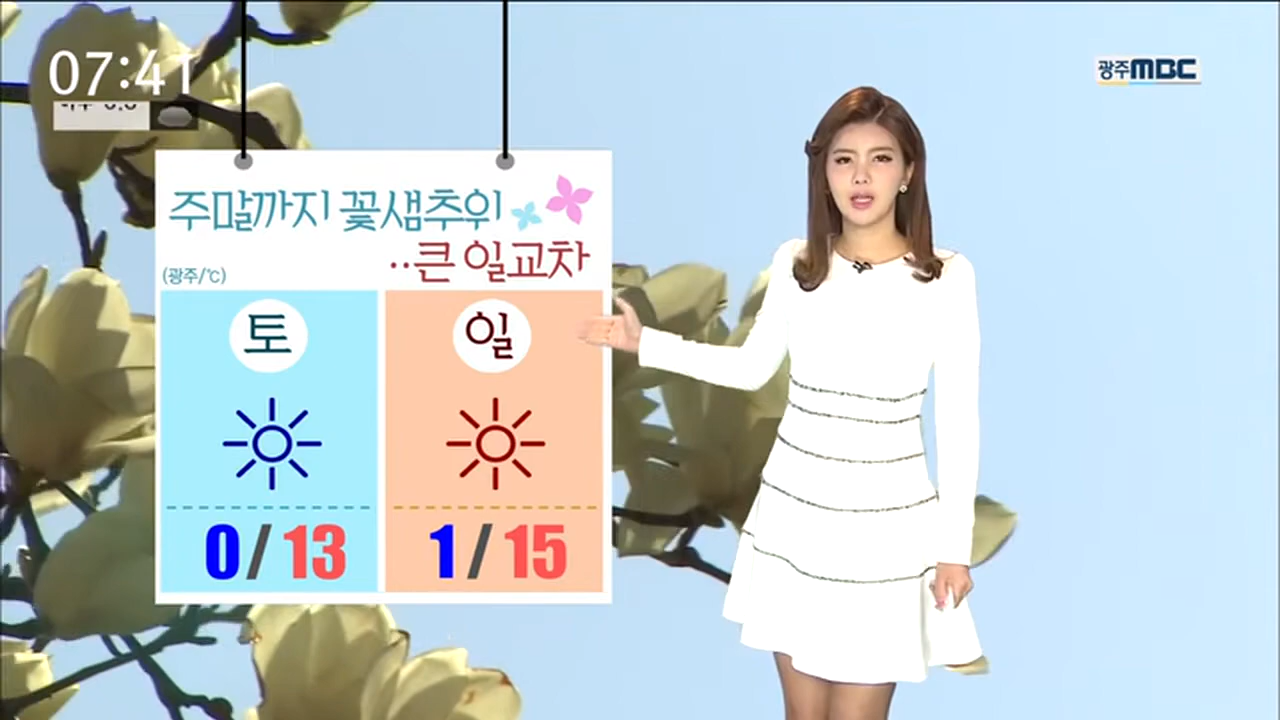 07:41
광주MBC
주말까지 꽃샘추위
..큰 일교차
(광주/℃)
토
일
0/13
1/15